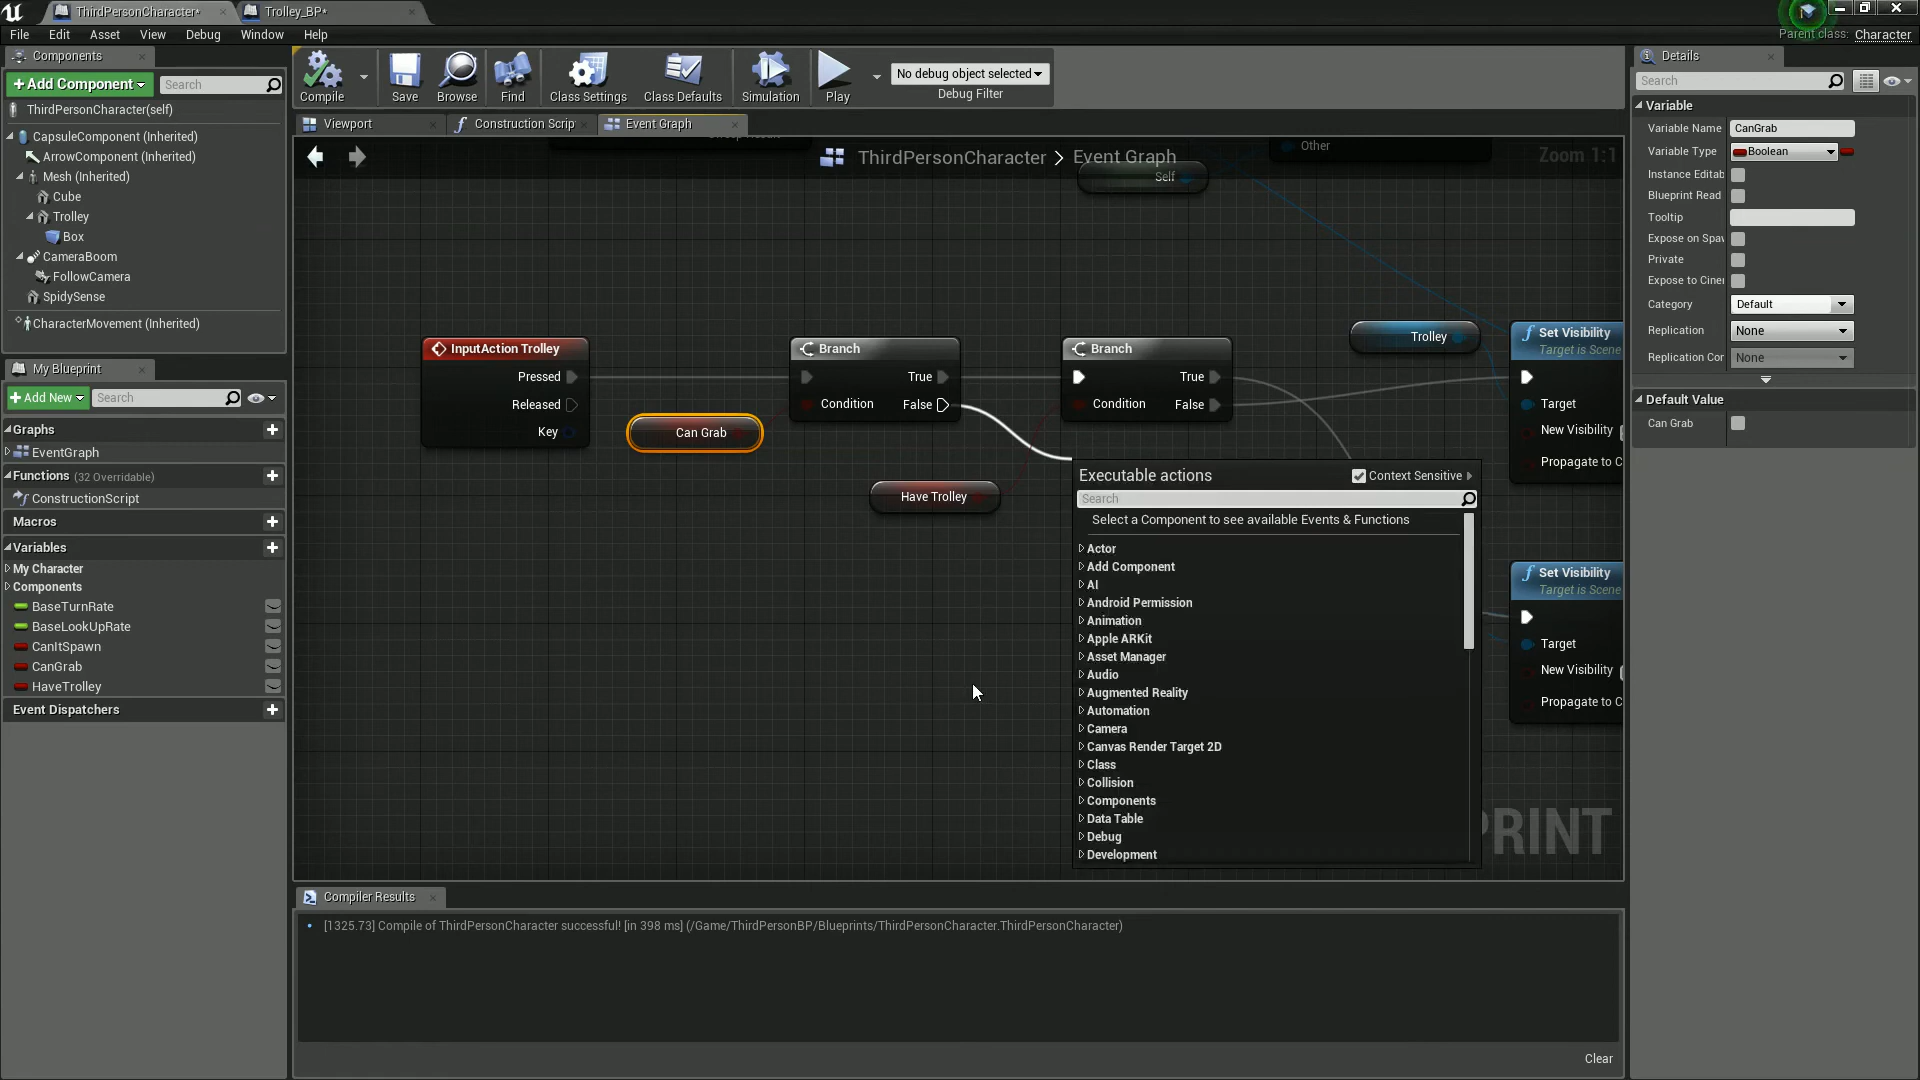 ThirdPersonCharacter*
Trolley_BP*
File
Edit
Asset
View
Debug
Window
Help
Parent class:
Character
Components
+ Add Component
Search
ThirdPersonCharacter(self)
CapsuleComponent (Inherited)
ArrowComponent (Inherited)
Mesh (Inherited)
Cube
Trolley
Box
CameraBoom
FollowCamera
SpidySense
CharacterMovement (Inherited)
My Blueprint
+ Add New
Search
Graphs
EventGraph
Functions (32 Overridable)
ConstructionScript
Macros
Variables
My Character
Components
BaseTurnRate
BaseLookUpRate
CanItSpawn
CanGrab
HaveTrolley
Event Dispatchers
Compile
Save
Browse
Find
Class Settings
Class Defaults
Simulation
Play
No debug object selected
Debug Filter
Viewport
Construction Scrip
Event Graph
ThirdPersonCharacter > Event Graph
Zoom 1:1
Other
Self
InputAction Trolley
Pressed
Released
Key
Can Grab
Branch
True
Condition
False
Have Trolley
Branch
True
Condition
False
Trolley
Set Visibility
Target is Scene
Target
New Visibility
Propagate to C
Set Visibility
Target is Scene
Target
New Visibility
Propagate to C
Executable actions
Context Sensitive
Search
Select a Component to see available Events & Functions
Actor
Add Component
AI
Android Permission
Animation
Apple ARKit
Asset Manager
Audio
Augmented Reality
Automation
Camera
Canvas Render Target 2D
Class
Collision
Components
Data Table
Debug
Development
PRINT
Compiler Results
[1325.73] Compile of ThirdPersonCharacter successful! [in 398 ms] (/Game/ThirdPersonBP/Blueprints/ThirdPersonCharacter.ThirdPersonCharacter)
Clear
Details
Search
Variable
Variable Name
CanGrab
Variable Type
Boolean
Instance Editab
Blueprint Read
Tooltip
Expose on Spav
Private
Expose to Ciner
Category
Default
Replication
None
Replication Cor
None
Default Value
Can Grab